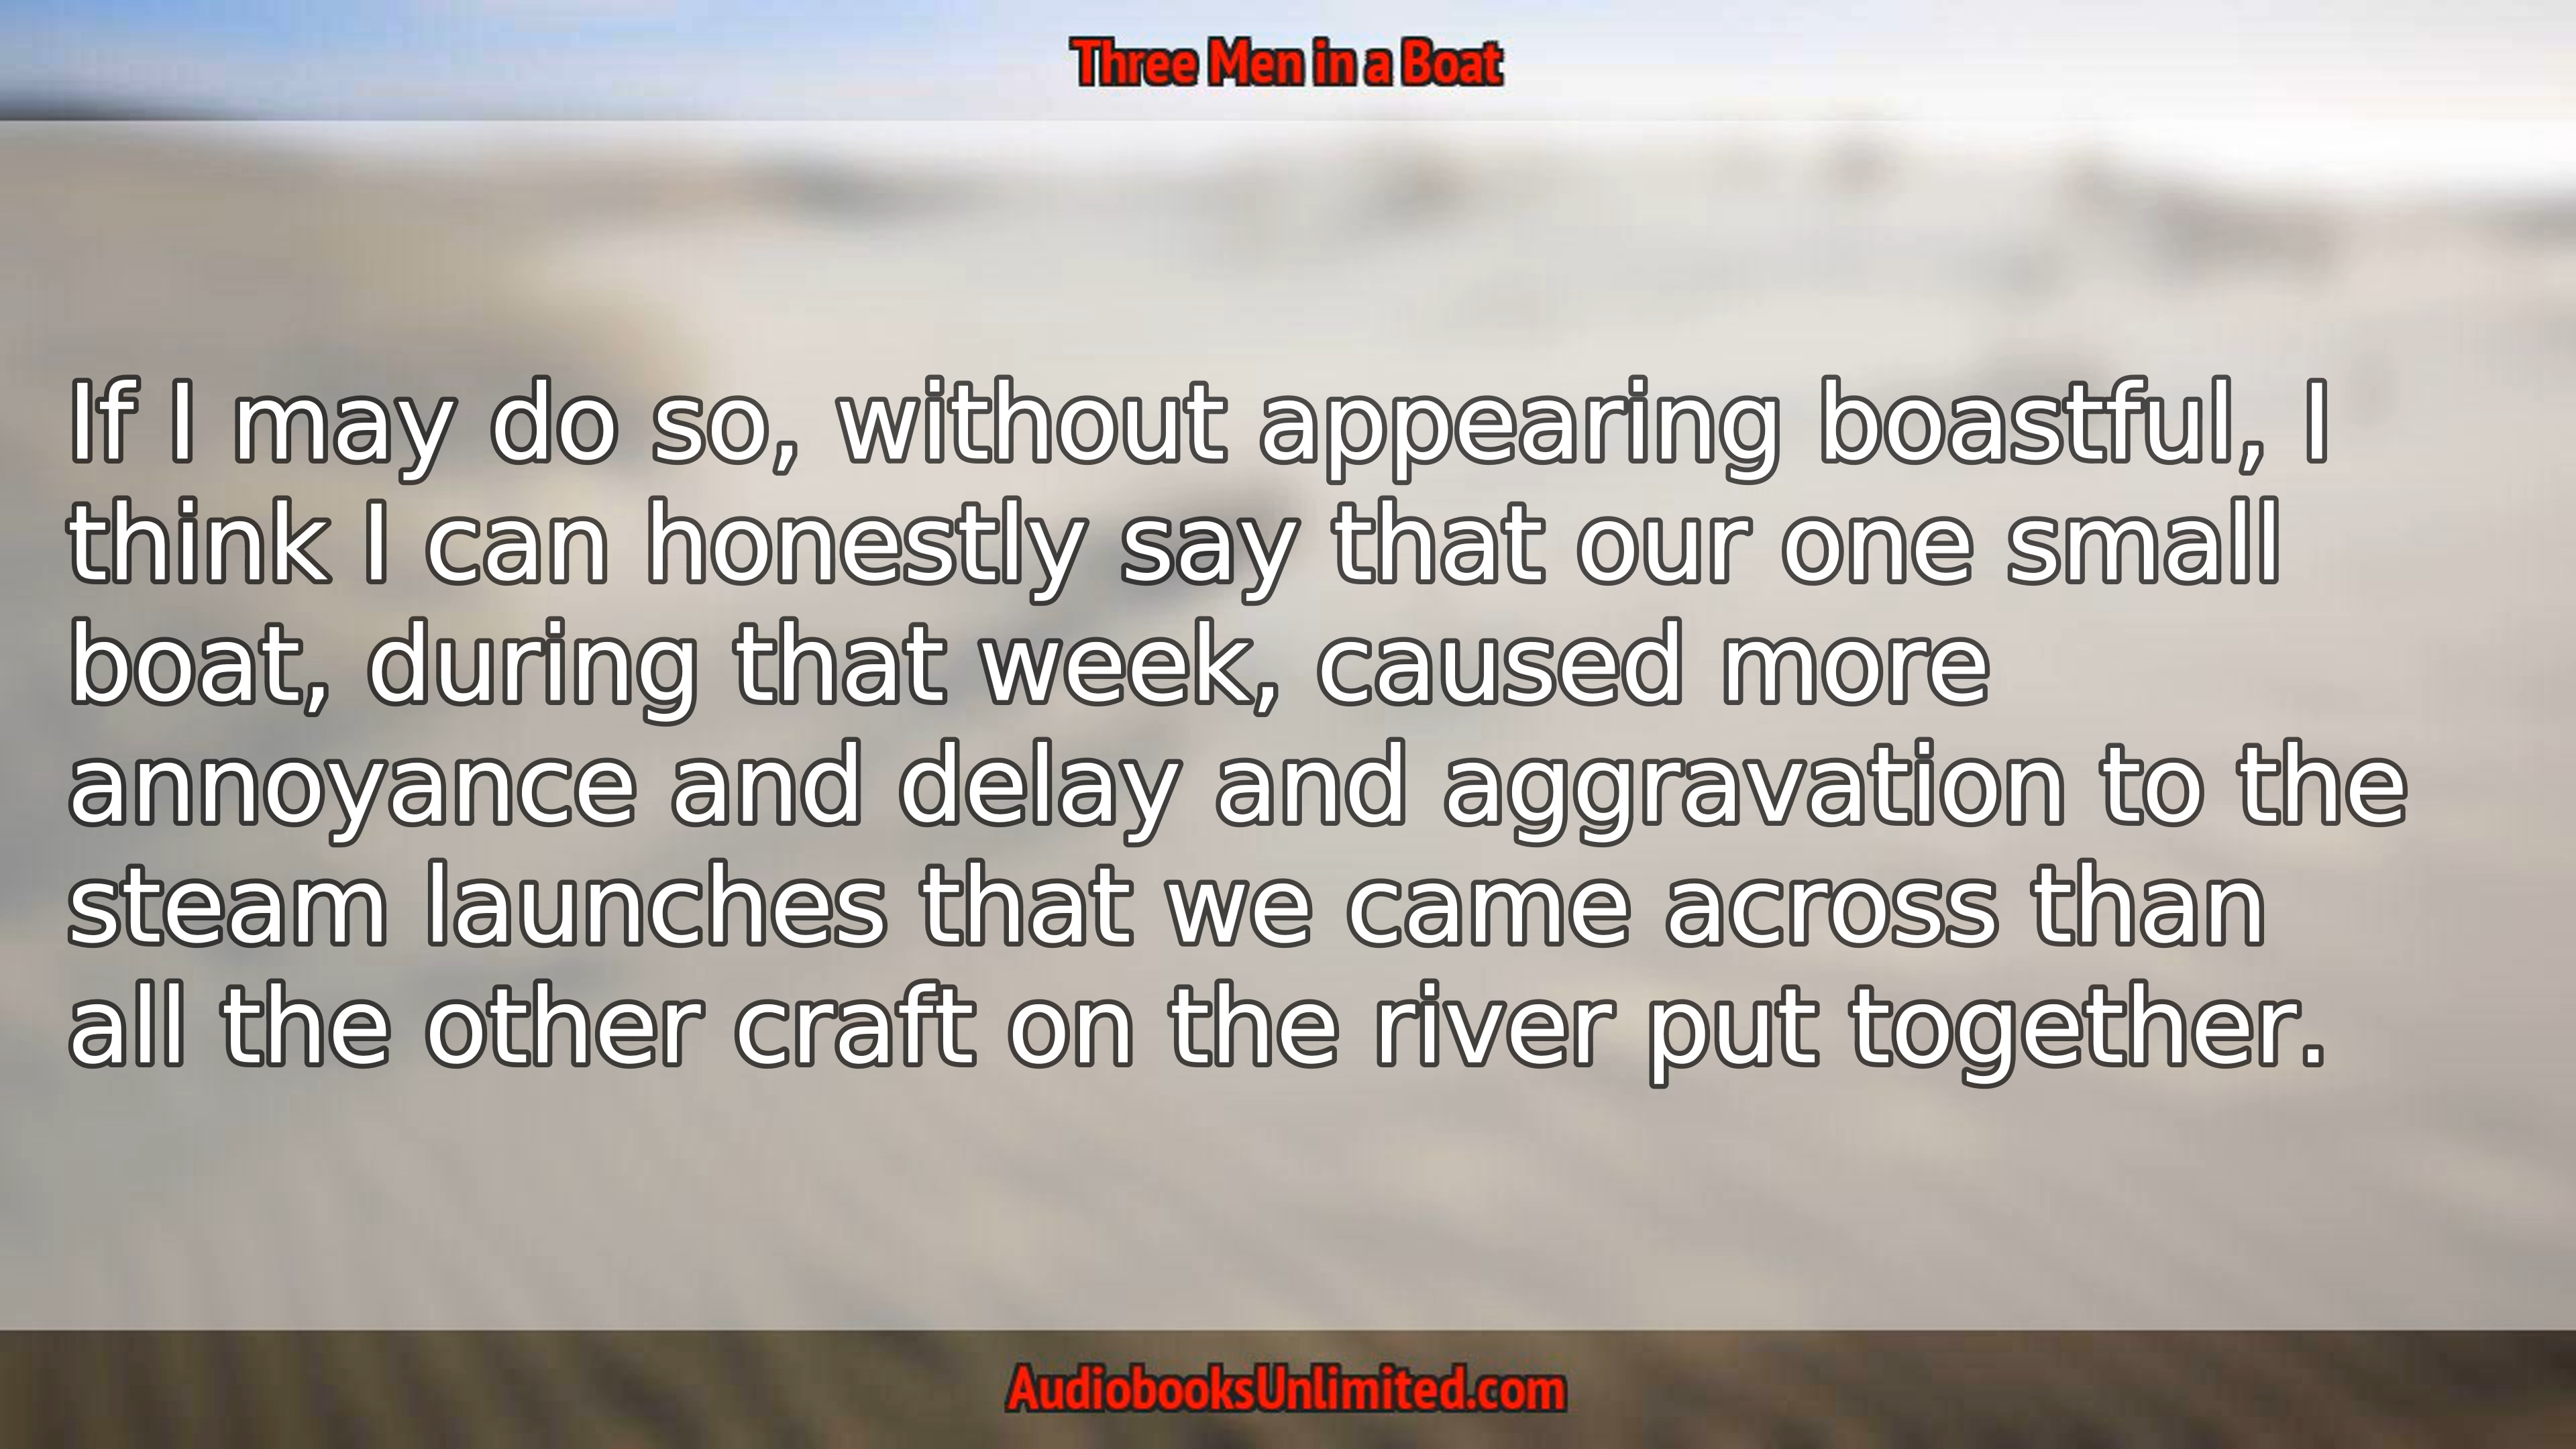 Three Men in a Boat
If I may do so, without appearing boastful, I
think I can honestly say that our one small
boat, during that week, caused more
annoyance and delay and aggravation to the
steam launches that we came across than
all the other craft on the river put together.
AudiobooksUnlimited.com